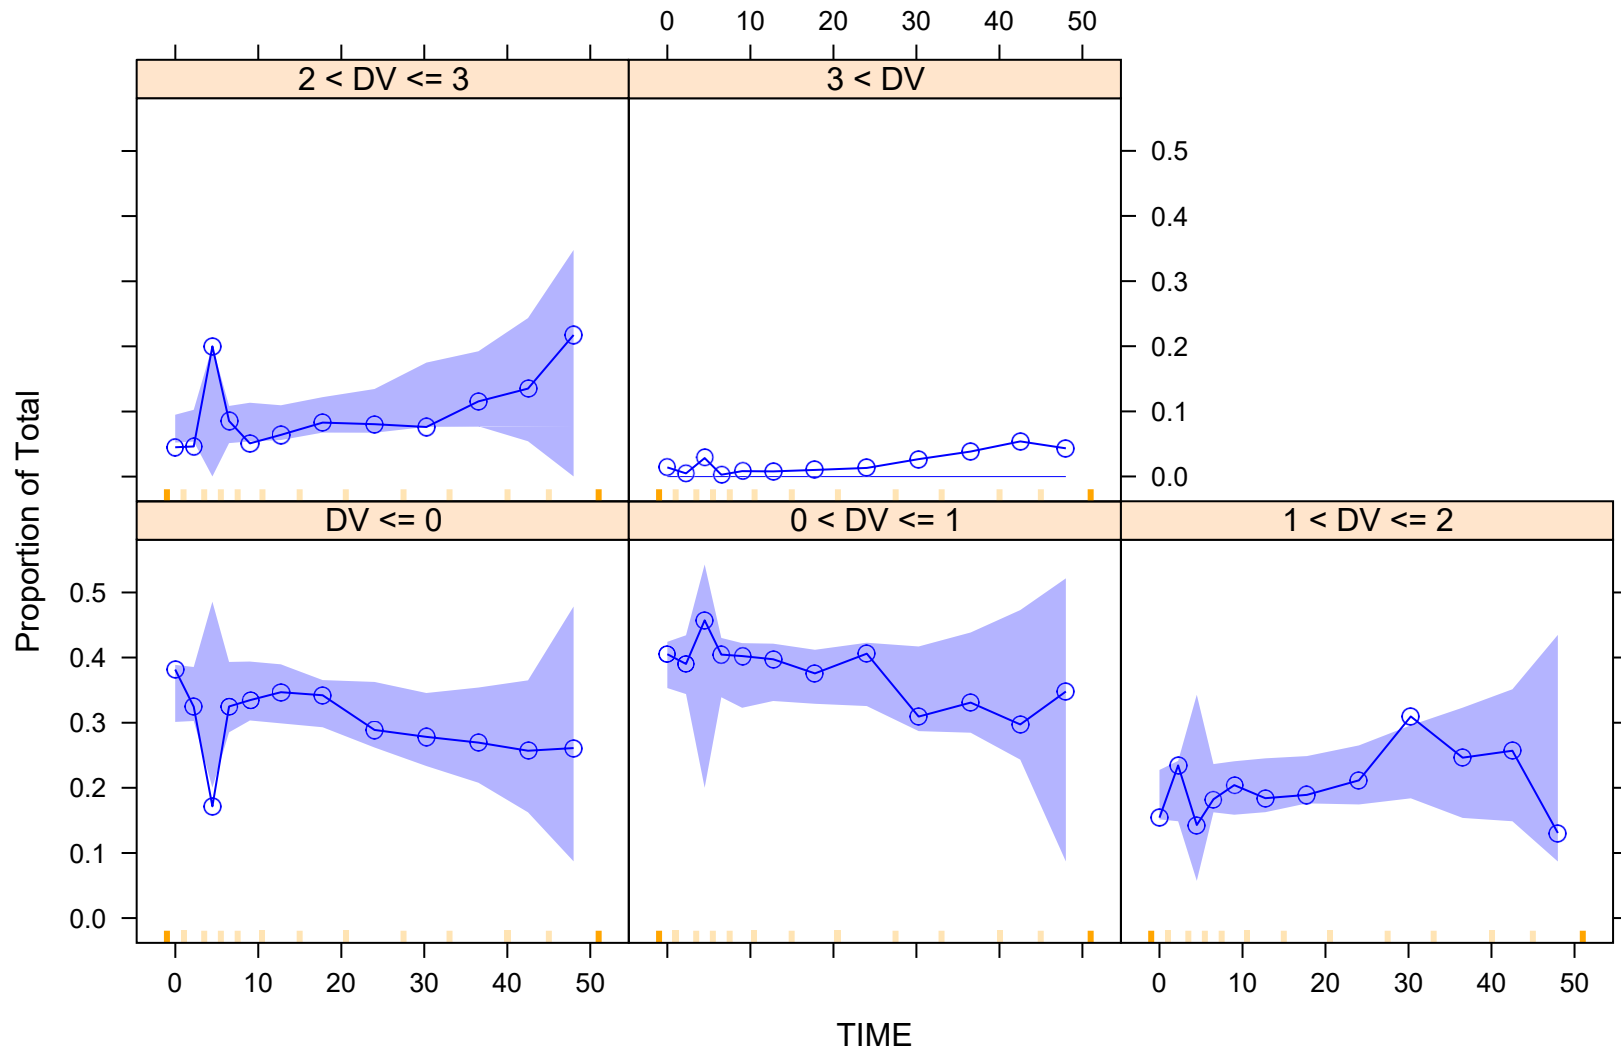 0 10 20 30 40 50
2 < DV <= 3
3 < DV
0.5
0.4
0.3
0.2
0.1
0.0
DV <= 0
0 < DV <= 1
1 < DV <= 2
0.5
0.4
0.3
0.2
0.1
0.0
Proportion of Total
0 10 20 30 40 50
0 10 20 30 40 50
TIME